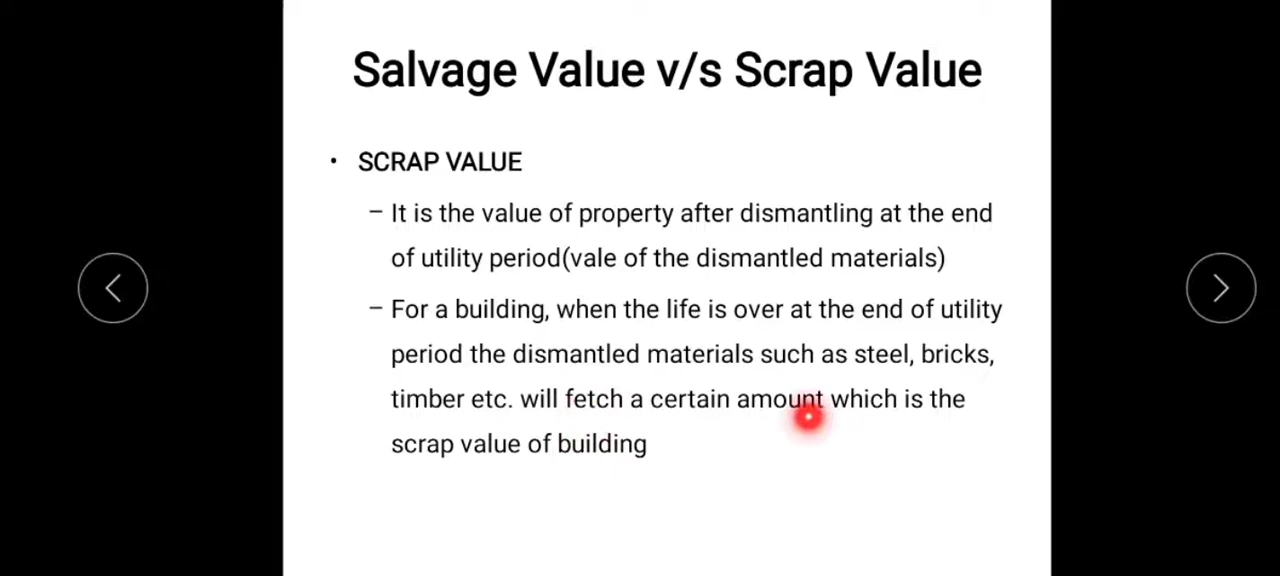 Salvage Value v/s Scrap Value
• SCRAP VALUE
– It is the value of property after dismantling at the end
of utility period(vale of the dismantled materials)
– For a building, when the life is over at the end of utility
period the dismantled materials such as steel, bricks,
timber etc. will fetch a certain amount which is the
scrap value of building